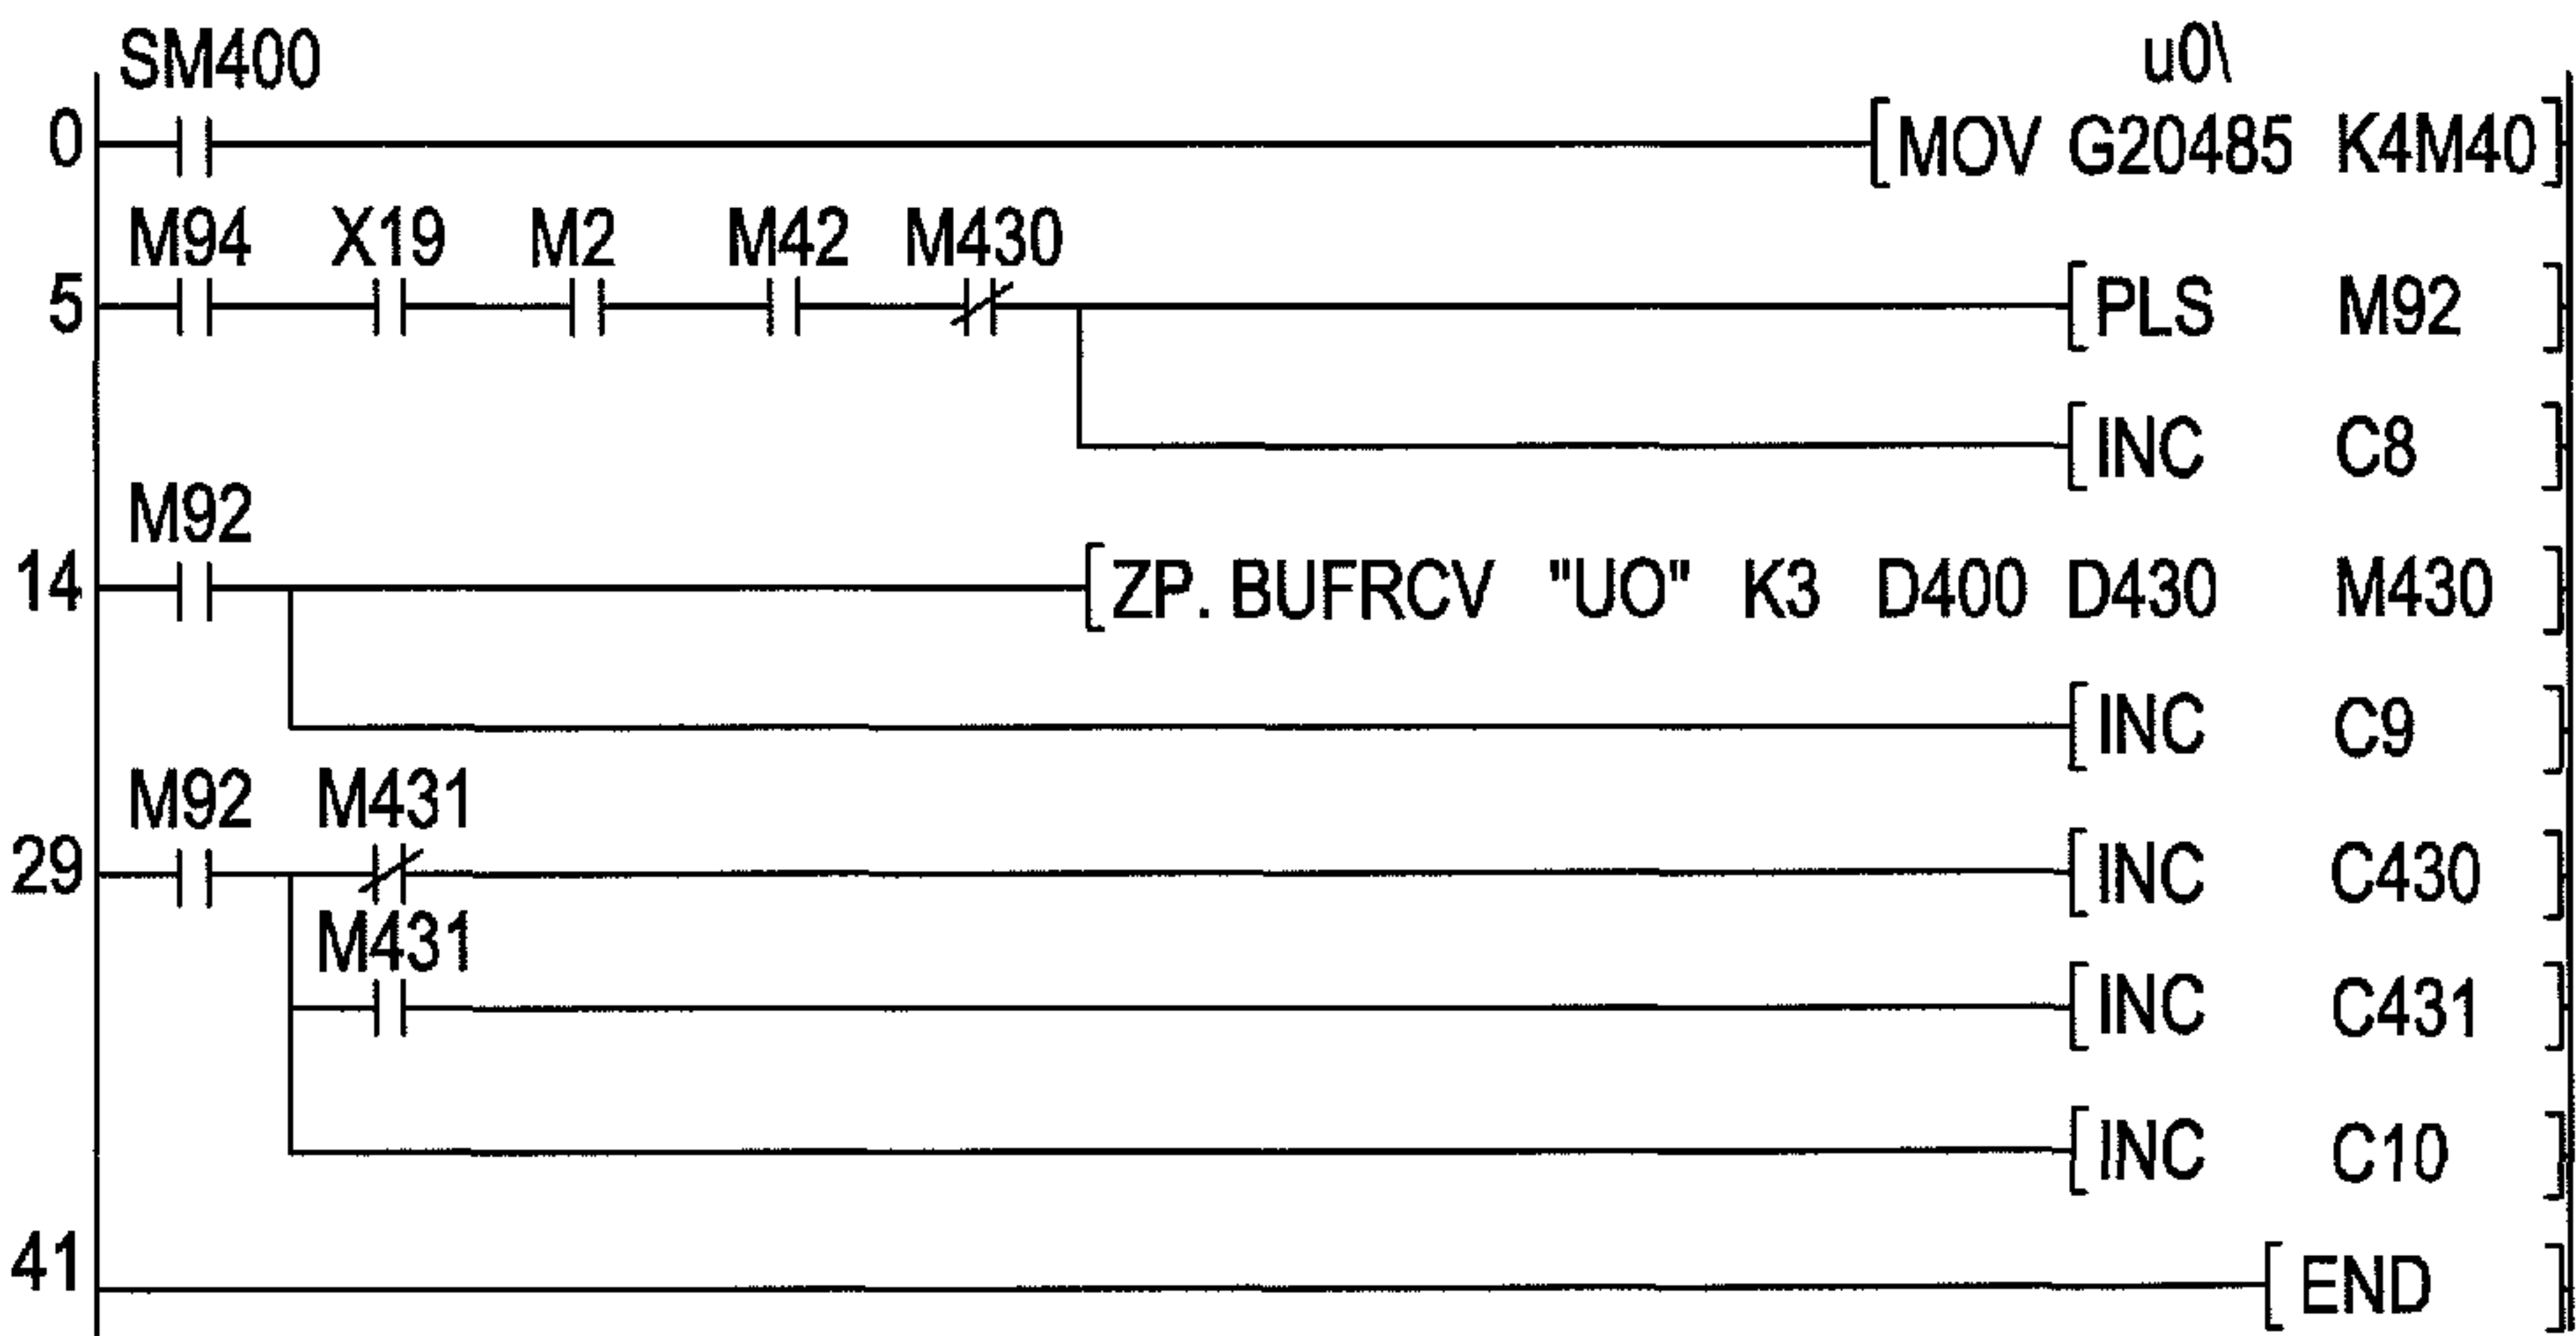 SM400 u0\
0 [MOV G20485 K4M40]
M94 X19 M2 M42 M430
5 [PLS M92]
[INC C8]
M92
14 [ZP. BUFRCV "UO" K3 D400 D430 M430]
[INC C9]
M92 M431
29 [INC C430]
M431
[INC C431]
[INC C10]
41 [END]